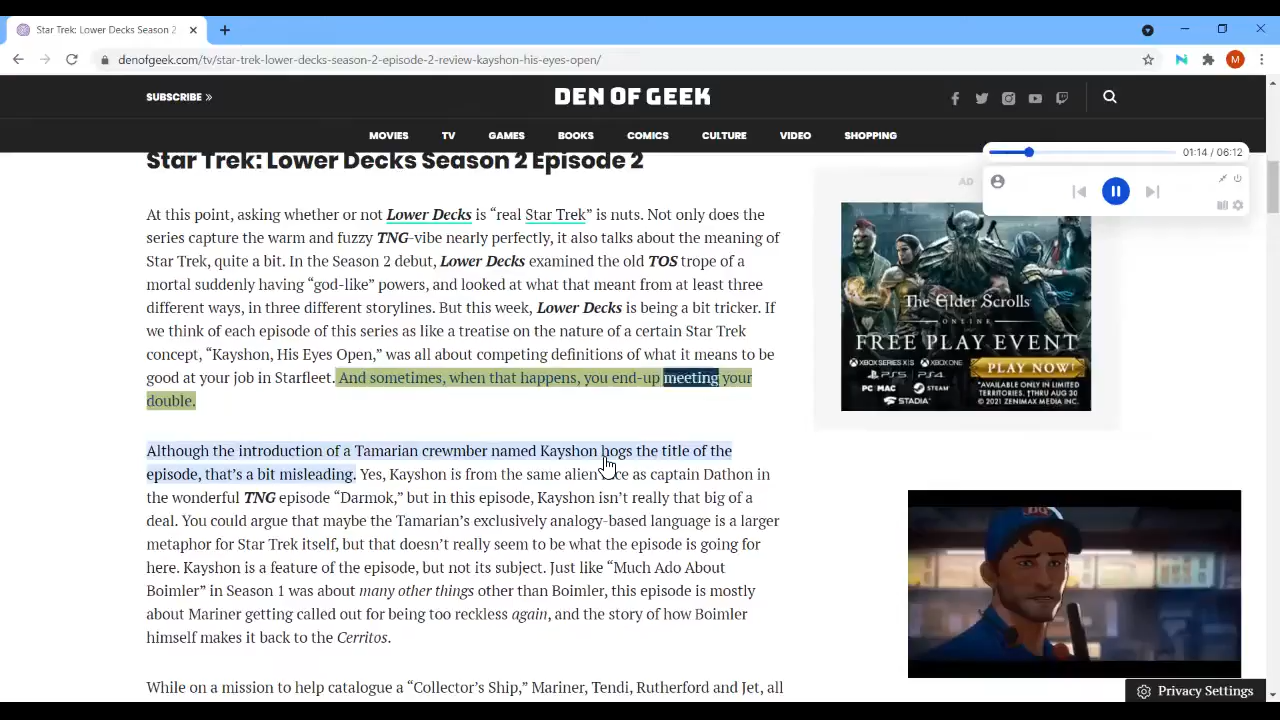 Star Trek: Lower Decks Season 2
denofgeek.com/tv/star-trek-lower-decks-season-2-episode-2-review-kayshon-his-eyes-open/
M
SUBSCRIBE »
DEN OF GEEK
MOVIES TV GAMES BOOKS COMICS CULTURE VIDEO SHOPPING
01:14 / 06:12
Star Trek: Lower Decks Season 2 Episode 2
At this point, asking whether or not Lower Decks is “real Star Trek” is nuts. Not only does the
series capture the warm and fuzzy TNG-vibe nearly perfectly, it also talks about the meaning of
Star Trek, quite a bit. In the Season 2 debut, Lower Decks examined the old TOS trope of a
mortal suddenly having “god-like” powers, and looked at what that meant from at least three
different ways, in three different storylines. But this week, Lower Decks is being a bit tricker. If
we think of each episode of this series as like a treatise on the nature of a certain Star Trek
concept, “Kayshon, His Eyes Open,” was all about competing definitions of what it means to be
good at your job in Starfleet. And sometimes, when that happens, you end-up meeting your
double.
Although the introduction of a Tamarian crewmber named Kayshon hogs the title of the
episode, that’s a bit misleading. Yes, Kayshon is from the same alien race as captain Dathon in
the wonderful TNG episode “Darmok,” but in this episode, Kayshon isn’t really that big of a
deal. You could argue that maybe the Tamarian’s exclusively analogy-based language is a larger
metaphor for Star Trek itself, but that doesn’t really seem to be what the episode is going for
here. Kayshon is a feature of the episode, but not its subject. Just like “Much Ado About
Boimler” in Season 1 was about many other things other than Boimler, this episode is mostly
about Mariner getting called out for being too reckless again, and the story of how Boimler
himself makes it back to the Cerritos.
While on a mission to help catalogue a “Collector’s Ship,” Mariner, Tendi, Rutherford and Jet, all
AD
The Elder Scrolls
ONLINE
FREE PLAY EVENT
XBOX SERIES X|S XBOX ONE
PS5 PS4
PC MAC STEAM
STADIA
PLAY NOW†
*AVAILABLE ONLY IN LIMITED
TERRITORIES. †THRU AUG 30
© 2021 ZENIMAX MEDIA INC.
DQ
Privacy Settings